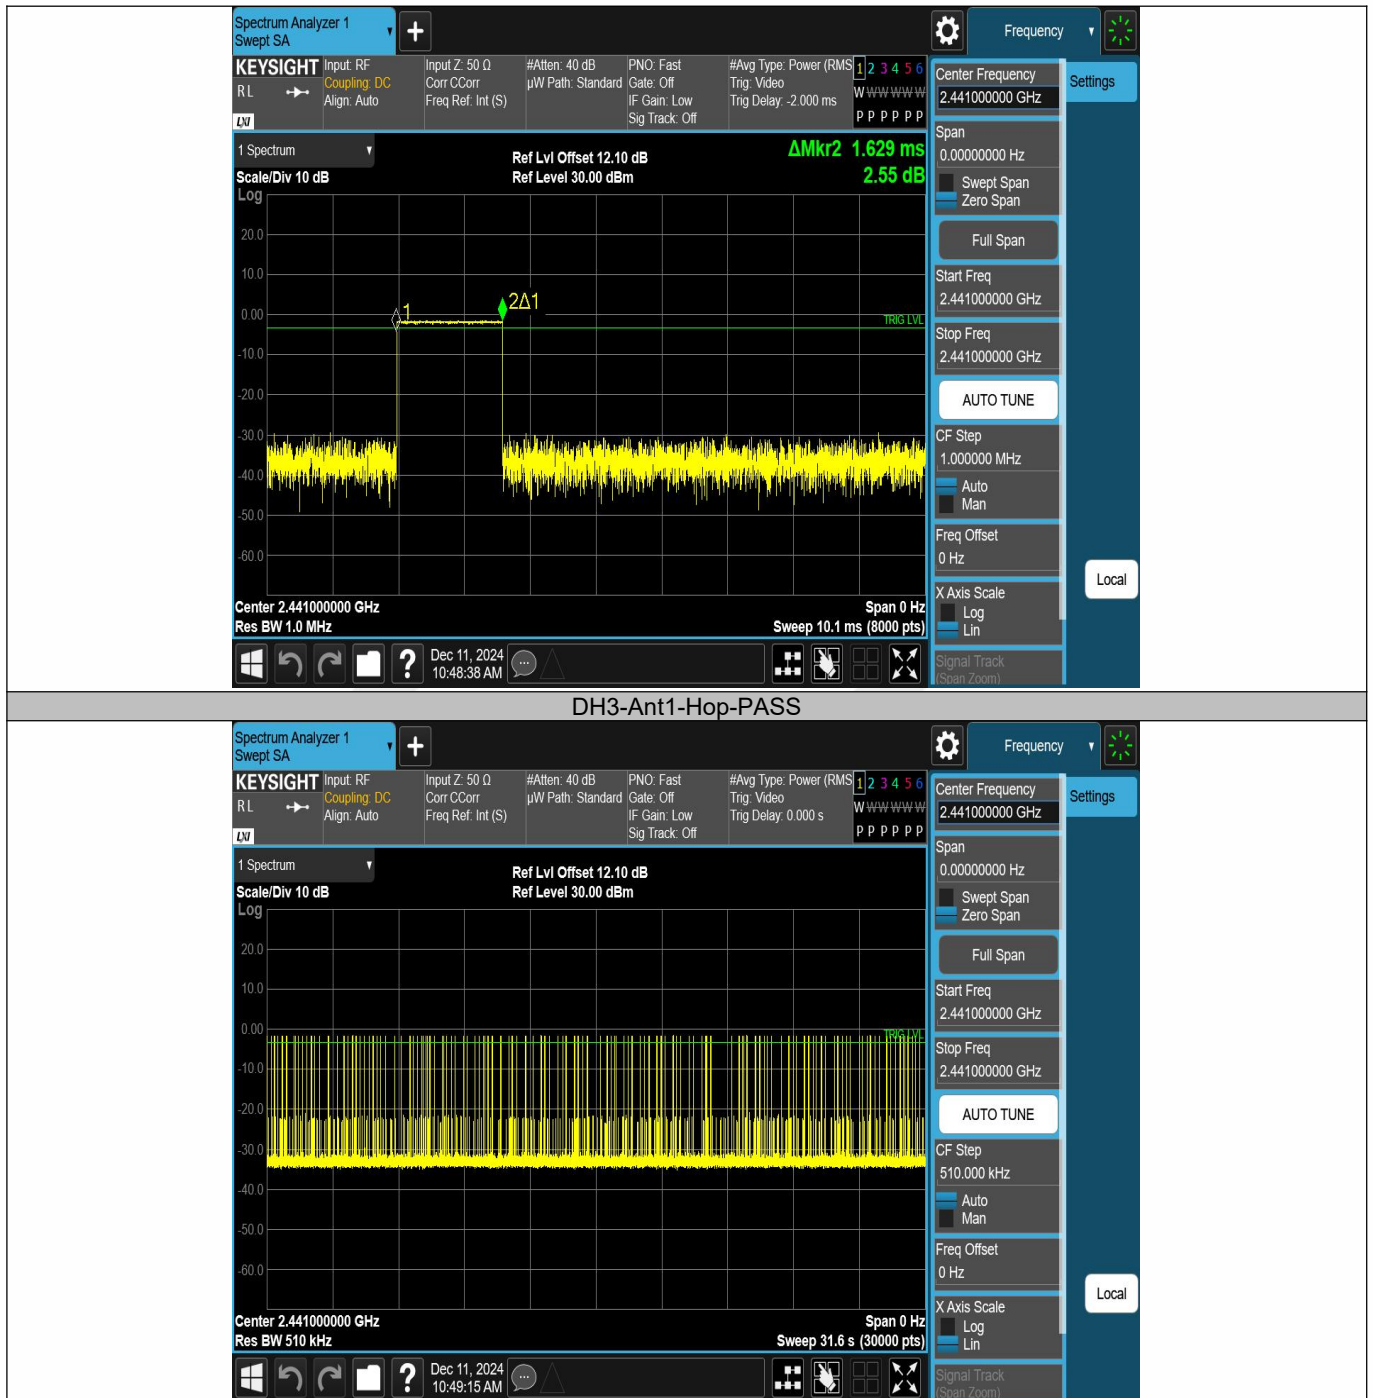 Spectrum Analyzer 1
Swept SA
Frequency
KEYSIGHT
RL
LXI
Input: RF
Coupling: DC
Align: Auto
Input Z: 50 Ω
Corr CCorr
Freq Ref: Int (S)
#Atten: 40 dB
µW Path: Standard
PNO: Fast
Gate: Off
IF Gain: Low
Sig Track: Off
#Avg Type: Power (RMS
Trig: Video
Trig Delay: -2.000 ms
1 2 3 4 5 6
W W W W W W
P P P P P P
1 Spectrum
Scale/Div 10 dB
Log
Ref Lvl Offset 12.10 dB
Ref Level 30.00 dBm
ΔMkr2 1.629 ms
2.55 dB
20.0
10.0
0.00
-10.0
-20.0
-30.0
-40.0
-50.0
-60.0
1
2Δ1
TRIG LVL
Center 2.441000000 GHz
Res BW 1.0 MHz
Span 0 Hz
Sweep 10.1 ms (8000 pts)
Dec 11, 2024
10:48:38 AM
Center Frequency
2.441000000 GHz
Settings
Span
0.00000000 Hz
Swept Span
Zero Span
Full Span
Start Freq
2.441000000 GHz
Stop Freq
2.441000000 GHz
AUTO TUNE
CF Step
1.000000 MHz
Auto
Man
Freq Offset
0 Hz
Local
X Axis Scale
Log
Lin
Signal Track
(Span Zoom)
DH3-Ant1-Hop-PASS
Spectrum Analyzer 1
Swept SA
Frequency
KEYSIGHT
RL
LXI
Input: RF
Coupling: DC
Align: Auto
Input Z: 50 Ω
Corr CCorr
Freq Ref: Int (S)
#Atten: 40 dB
µW Path: Standard
PNO: Fast
Gate: Off
IF Gain: Low
Sig Track: Off
#Avg Type: Power (RMS
Trig: Video
Trig Delay: 0.000 s
1 2 3 4 5 6
W W W W W W
P P P P P P
1 Spectrum
Scale/Div 10 dB
Log
Ref Lvl Offset 12.10 dB
Ref Level 30.00 dBm
20.0
10.0
0.00
-10.0
-20.0
-30.0
-40.0
-50.0
-60.0
TRIG LVL
Center 2.441000000 GHz
Res BW 510 kHz
Span 0 Hz
Sweep 31.6 s (30000 pts)
Dec 11, 2024
10:49:15 AM
Center Frequency
2.441000000 GHz
Settings
Span
0.00000000 Hz
Swept Span
Zero Span
Full Span
Start Freq
2.441000000 GHz
Stop Freq
2.441000000 GHz
AUTO TUNE
CF Step
510.000 kHz
Auto
Man
Freq Offset
0 Hz
Local
X Axis Scale
Log
Lin
Signal Track
(Span Zoom)